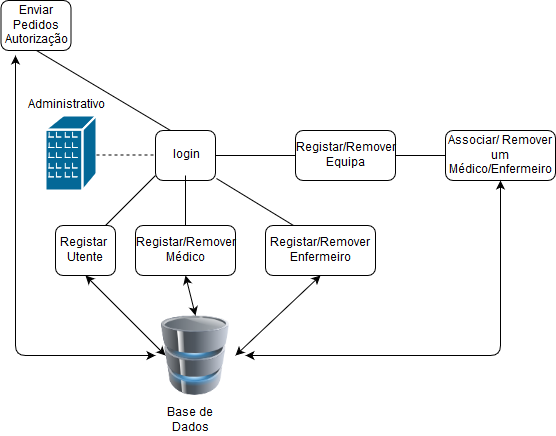 Enviar
Pedidos
Autorização
Administrativo
login
Registar/Remover
Equipa
Associar/ Remover
um
Médico/Enfermeiro
Registar
Utente
Registar/Remover
Médico
Registar/Remover
Enfermeiro
Base de
Dados